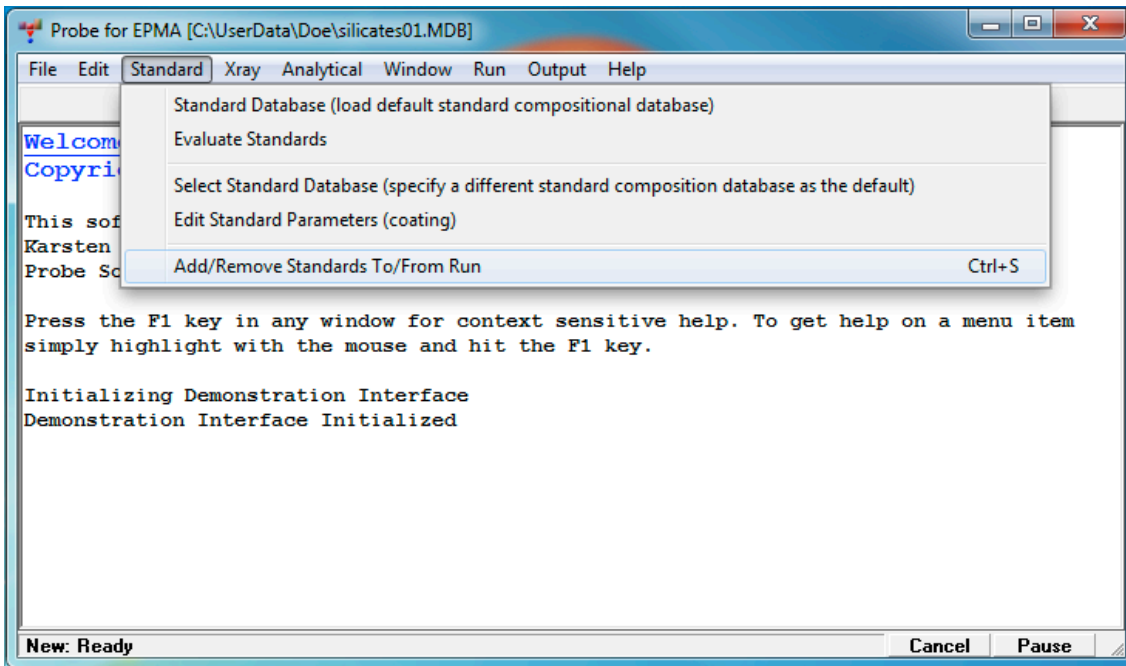 Probe for EPMA [C:\UserData\Doe\silicates01.MDB]
File Edit Standard Xray Analytical Window Run Output Help
Standard Database (load default standard compositional database)
Evaluate Standards
Select Standard Database (specify a different standard composition database as the default)
Edit Standard Parameters (coating)
Add/Remove Standards To/From Run Ctrl+S
Welcom
Copyri
This sof
Karsten
Probe So
Press the F1 key in any window for context sensitive help. To get help on a menu item
simply highlight with the mouse and hit the F1 key.
Initializing Demonstration Interface
Demonstration Interface Initialized
New: Ready Cancel Pause